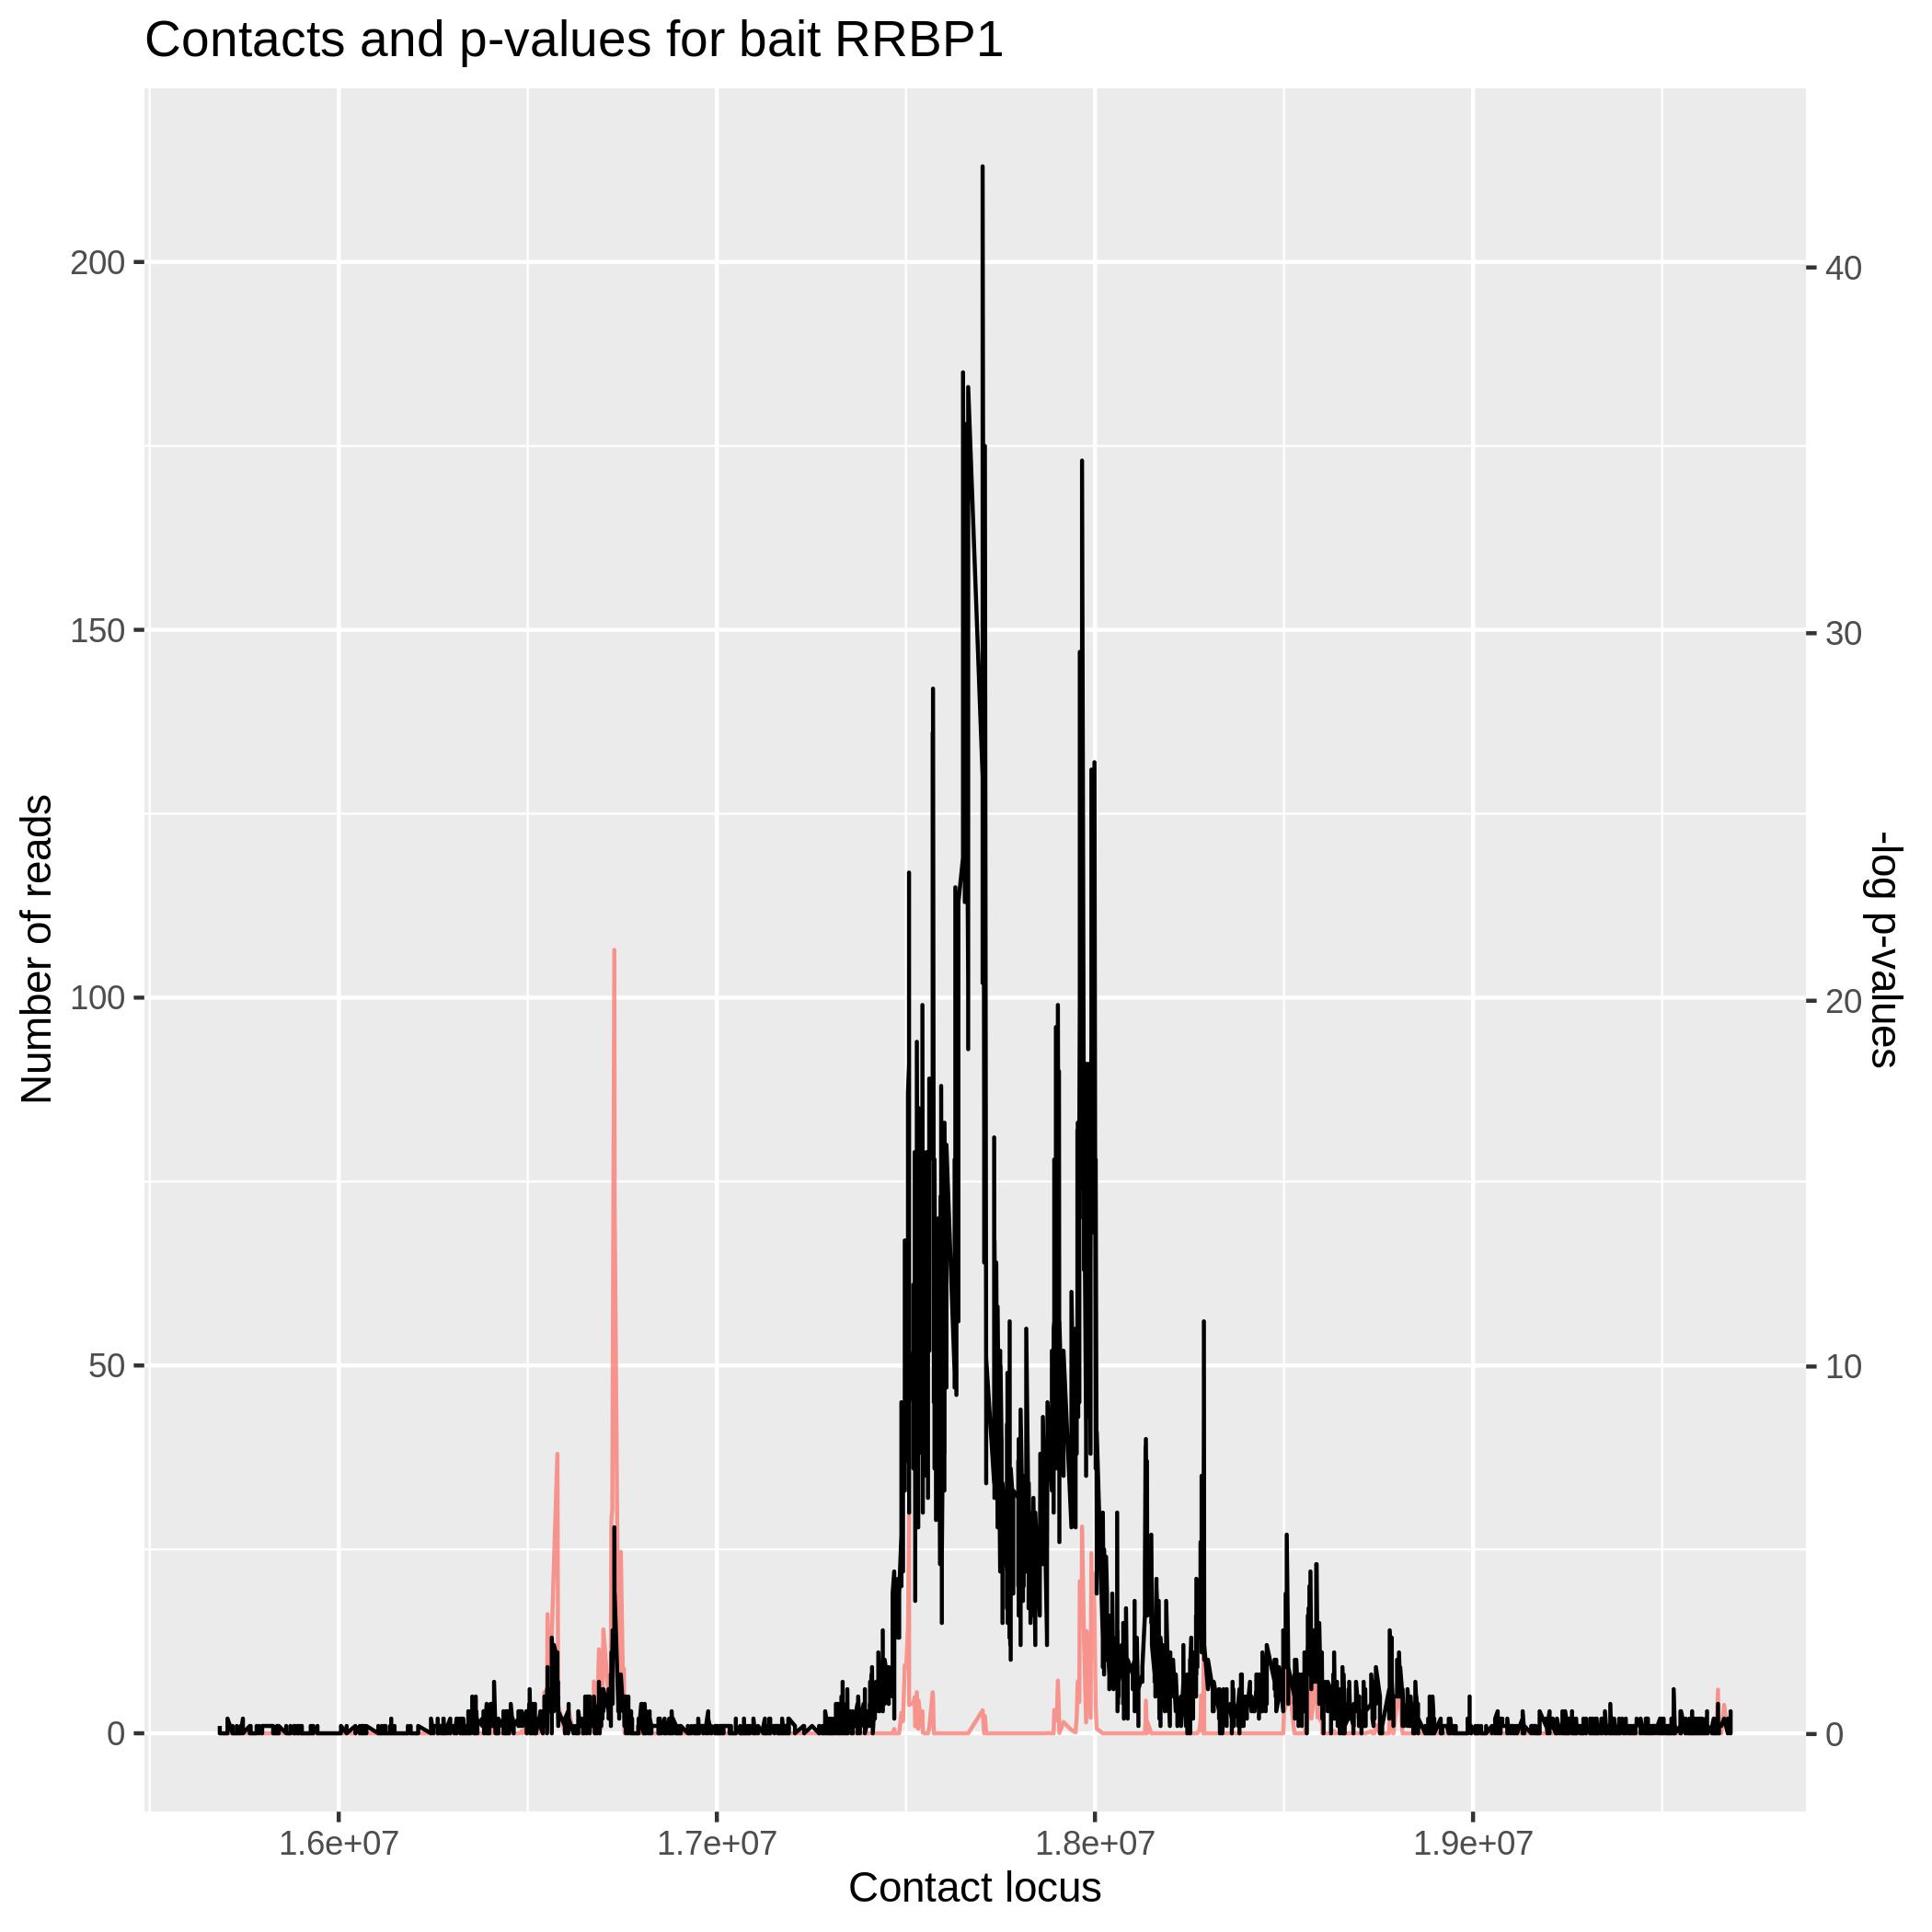 Contacts and p-values for bait RRBP1
200
150
100
50
0
Number of reads
40
30
20
10
0
-log p-values
1.6e+07
1.7e+07
1.8e+07
1.9e+07
Contact locus